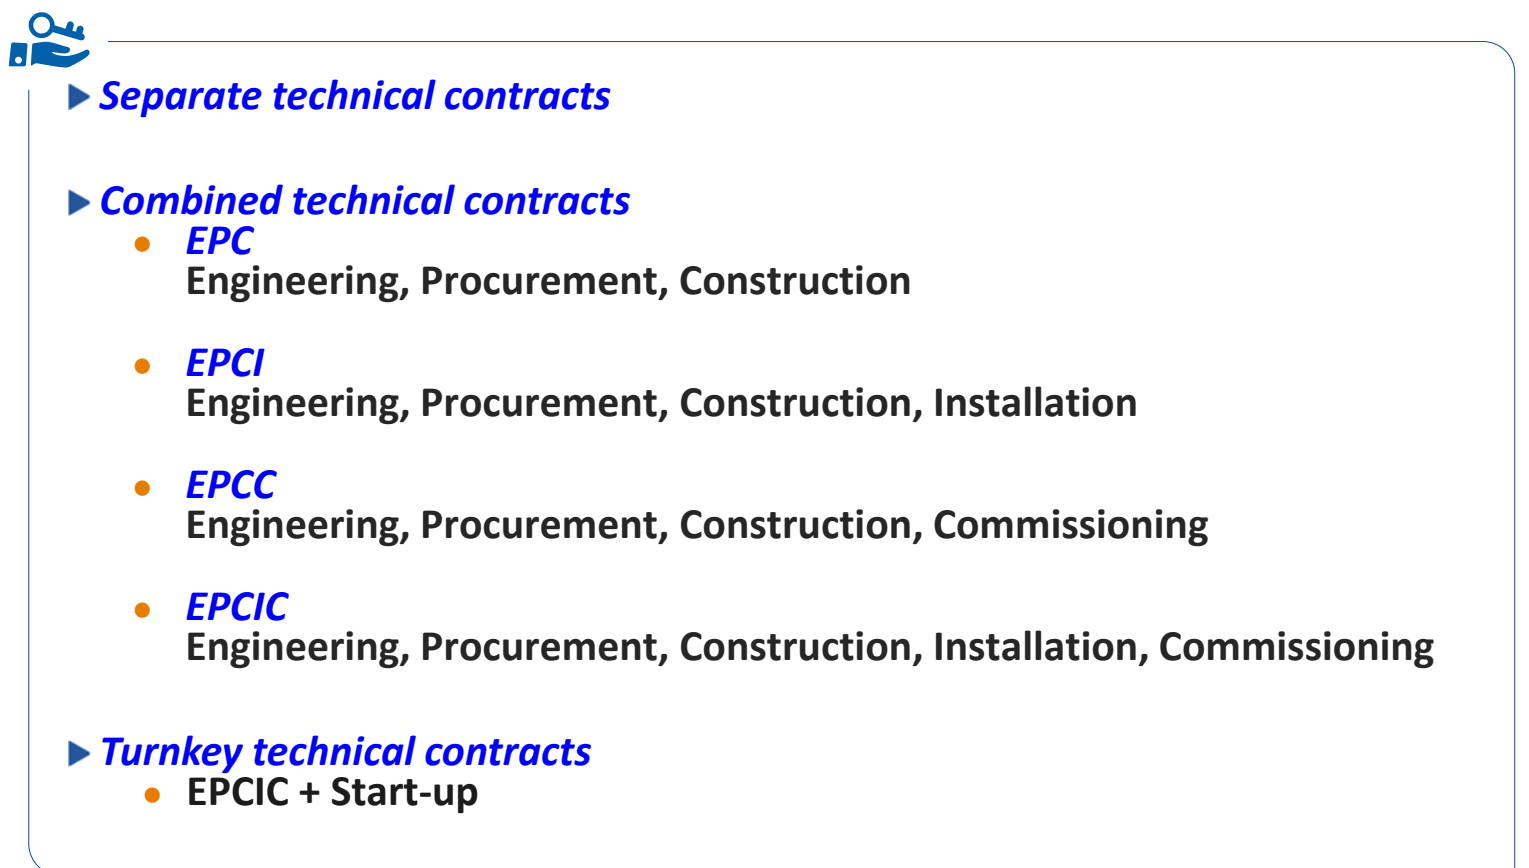 Separate technical contracts
Combined technical contracts
EPC
Engineering, Procurement, Construction
EPCI
Engineering, Procurement, Construction, Installation
EPCC
Engineering, Procurement, Construction, Commissioning
EPCIC
Engineering, Procurement, Construction, Installation, Commissioning
Turnkey technical contracts
EPCIC + Start-up